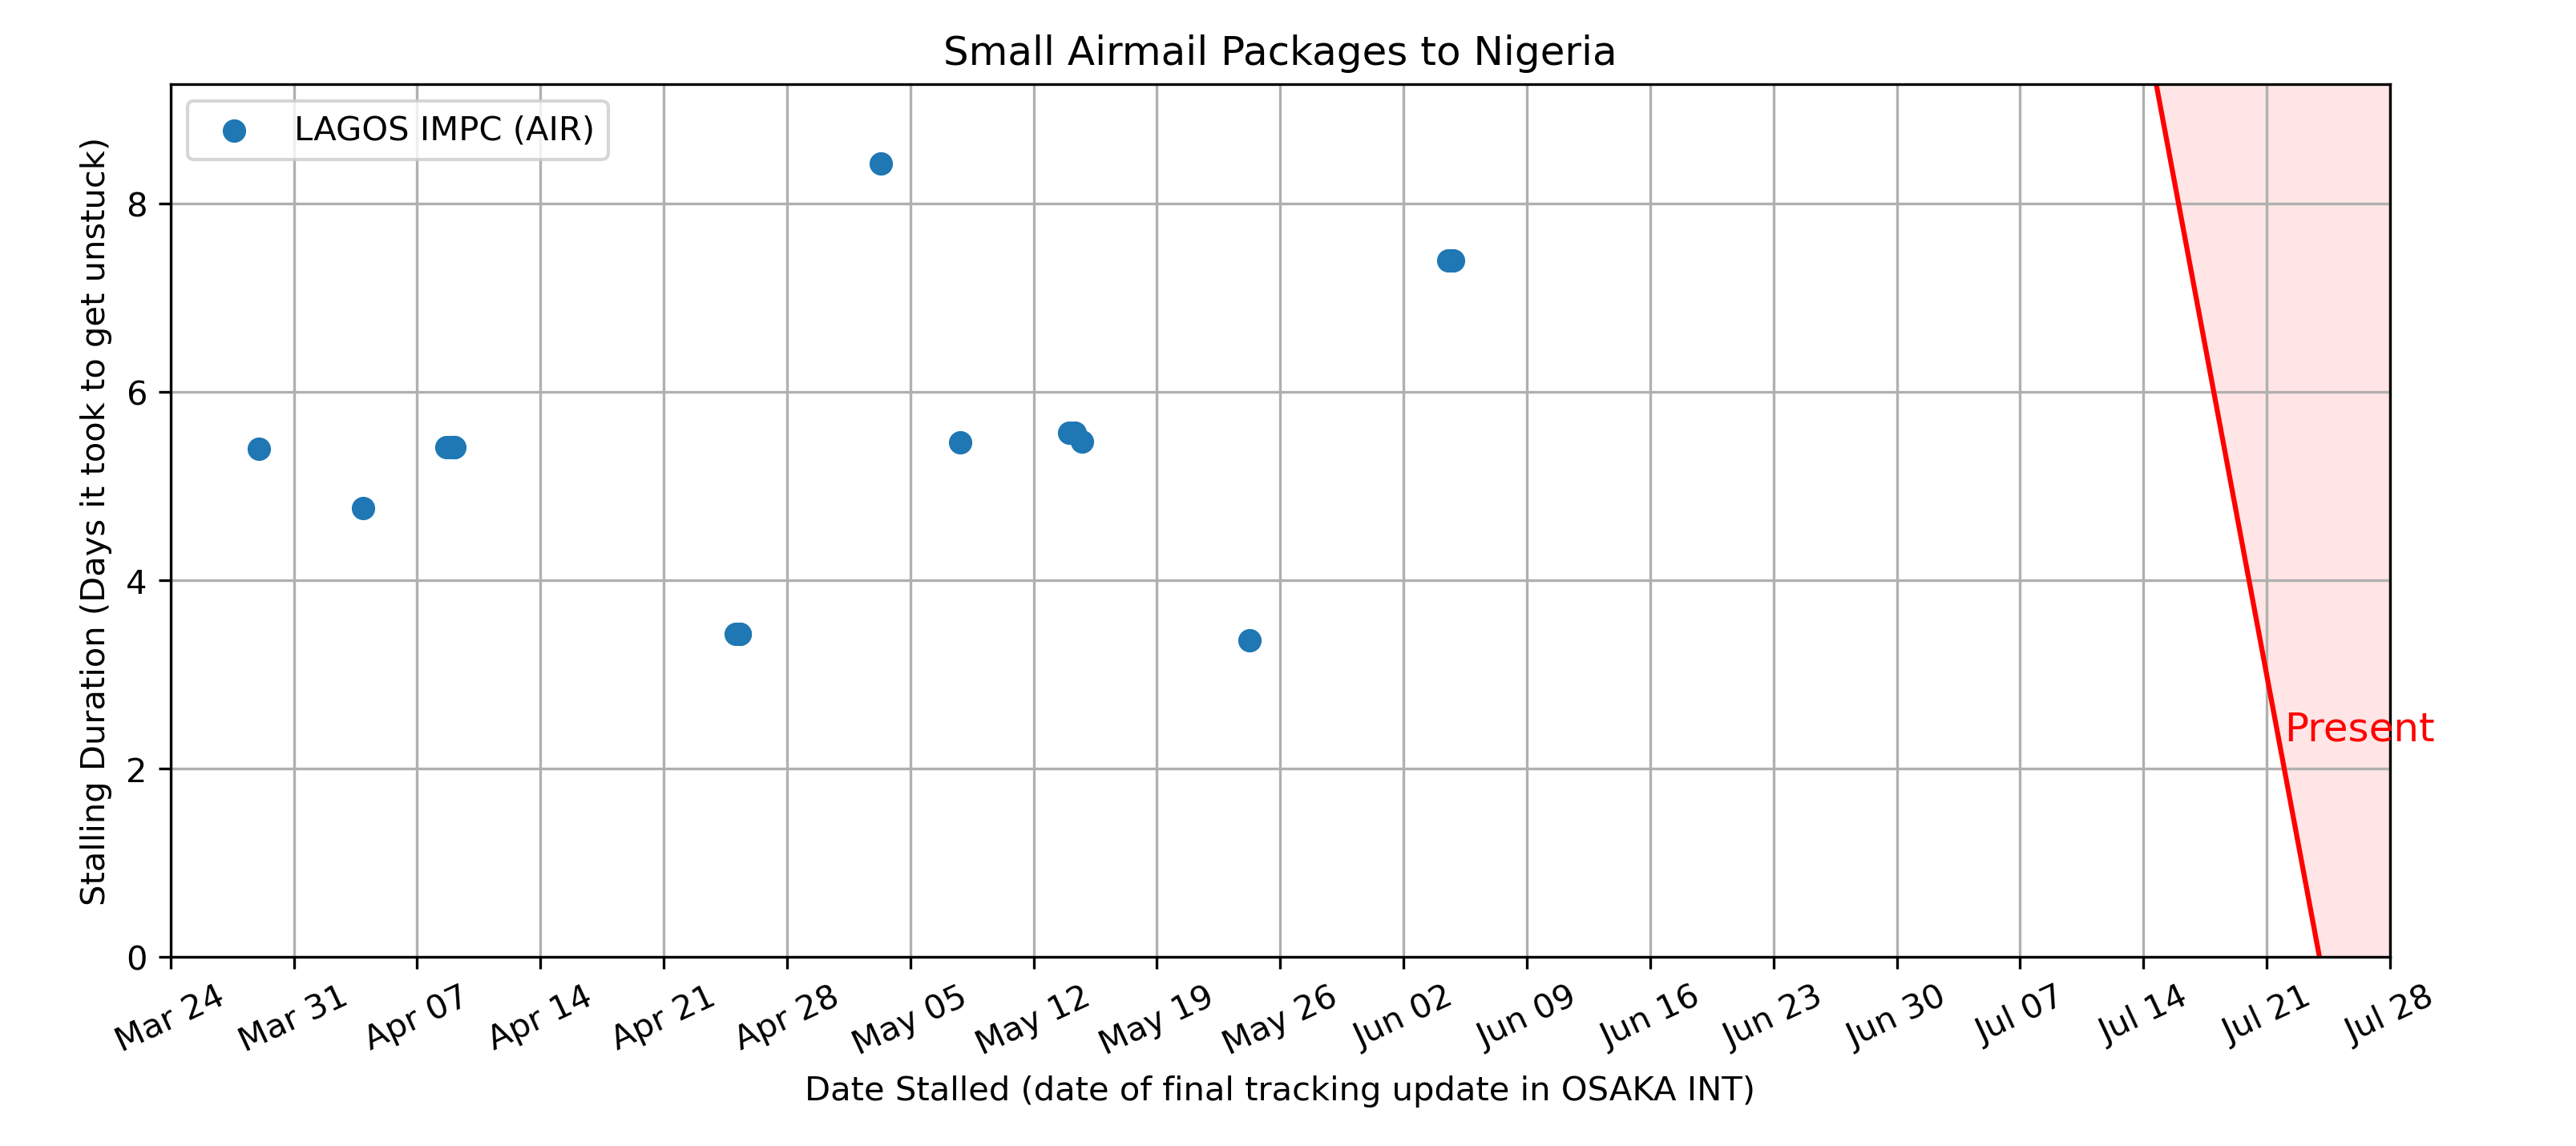 Small Airmail Packages to Nigeria
LAGOS IMPC (AIR)
Stalling Duration (Days it took to get unstuck)
8
6
4
2
0
Present
Mar 24
Mar 31
Apr 07
Apr 14
Apr 21
Apr 28
May 05
May 12
May 19
May 26
Jun 02
Jun 09
Jun 16
Jun 23
Jun 30
Jul 07
Jul 14
Jul 21
Jul 28
Date Stalled (date of final tracking update in OSAKA INT)